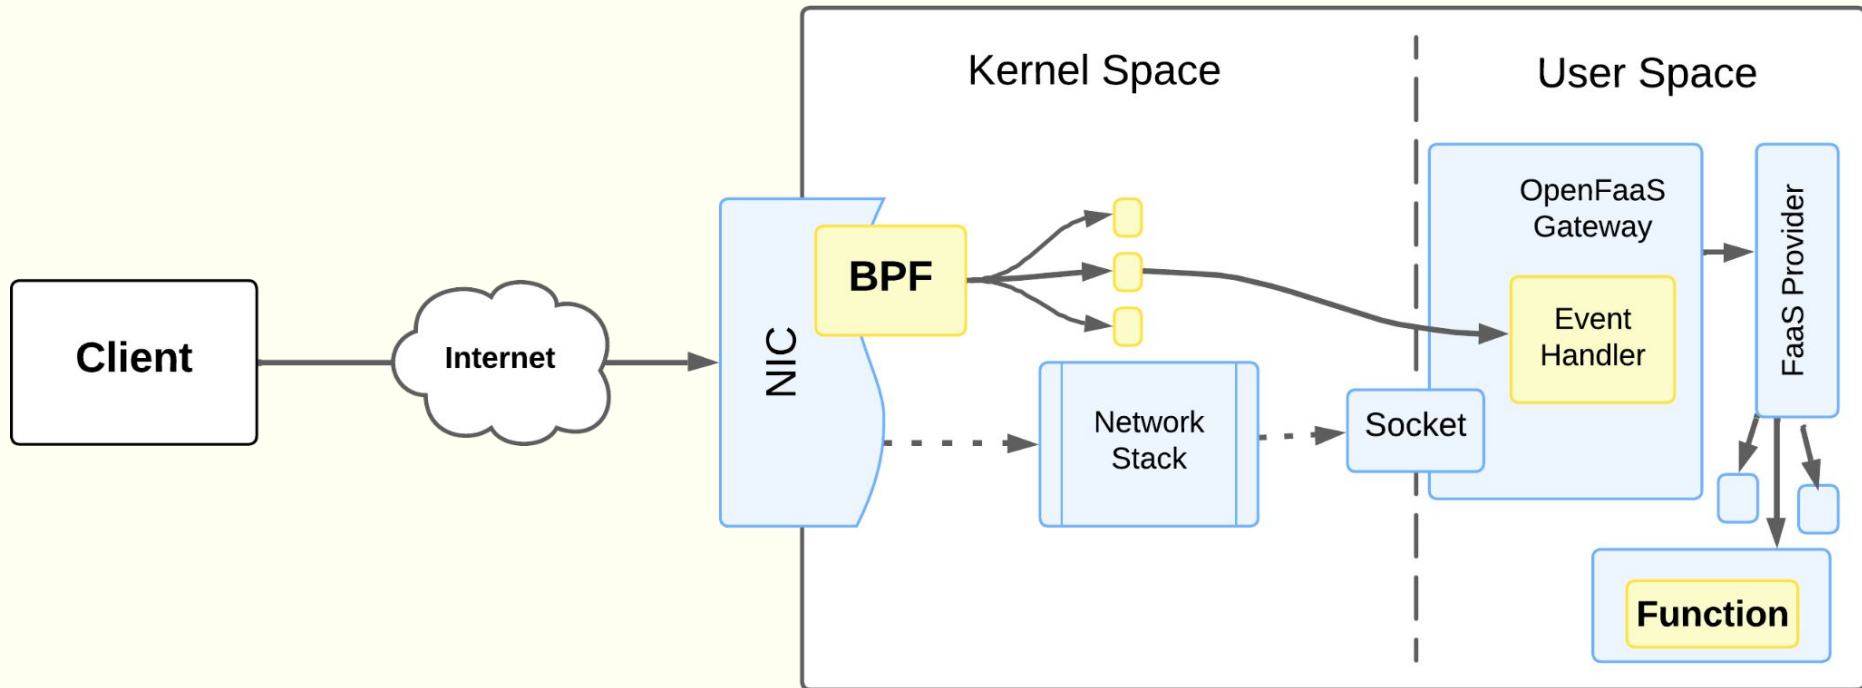 Kernel Space
User Space
OpenFaaS
Gateway
FaaS Provider
BPF
Event
Handler
Client
Internet
NIC
Network
Stack
Socket
Function